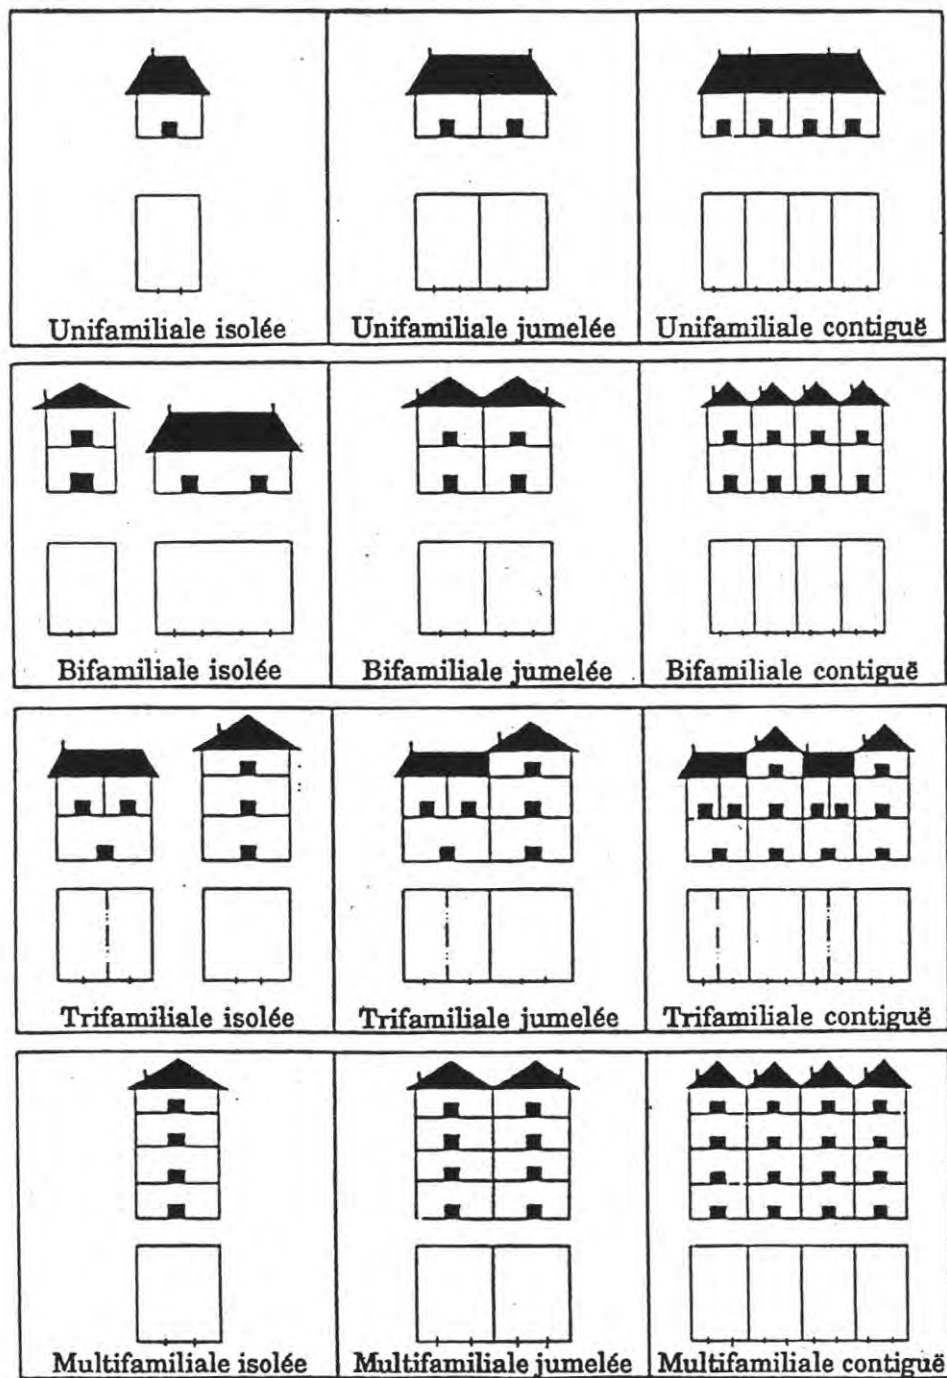 Unifamiliale isolée
Unifamiliale jumelée
Unifamiliale contiguë
Bifamiliale isolée
Bifamiliale jumelée
Bifamiliale contiguë
Trifamiliale isolée
Trifamiliale jumelée
Trifamiliale contiguë
Multifamiliale isolée
Multifamiliale jumelée
Multifamiliale contiguë